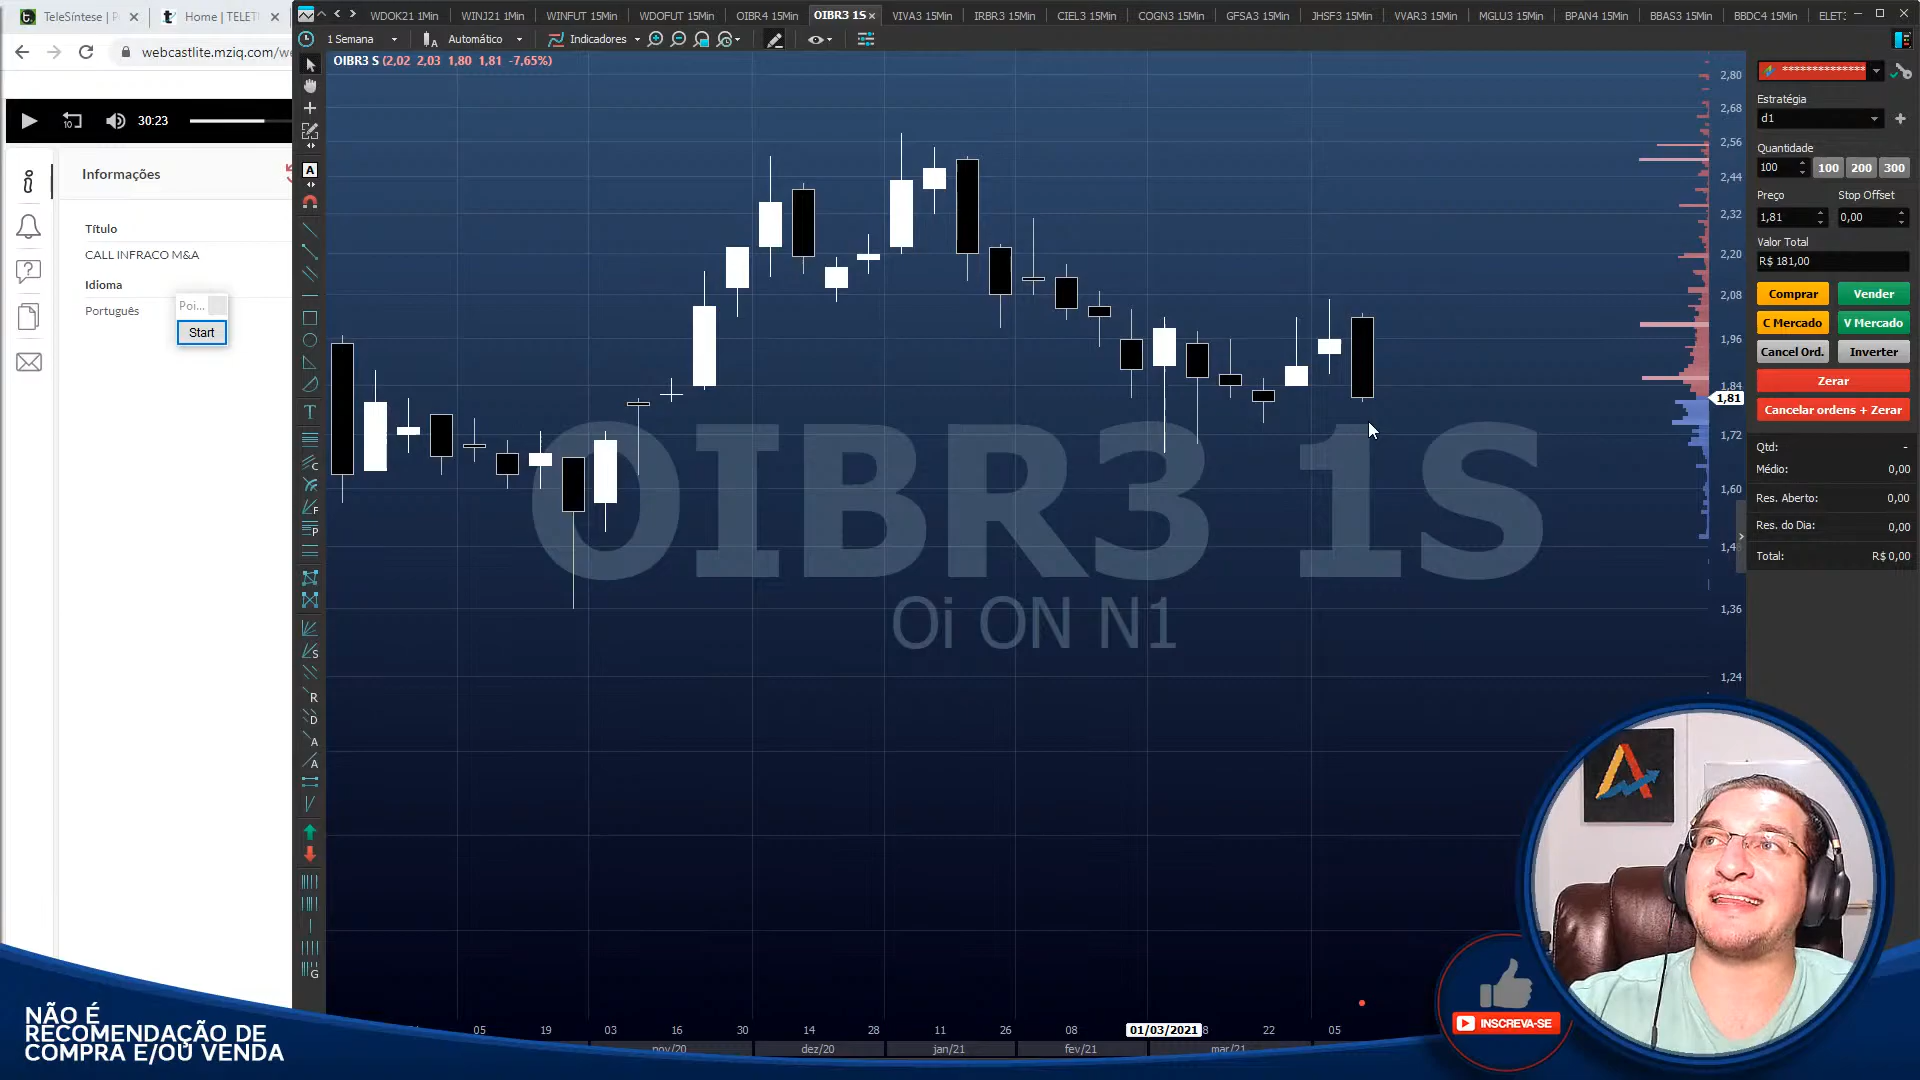 TeleSíntese | P
Home | TELETI
webcastlite.mziq.com/w
WDOK21 1Min
WINJ21 1Min
WINFUT 15Min
WDOFUT 15Min
OIBR4 15Min
OIBR3 1S
VIVA3 15Min
IRBR3 15Min
CIEL3 15Min
COGN3 15Min
GFSA3 15Min
JHSF3 15Min
VVAR3 15Min
MGLU3 15Min
BPAN4 15Min
BBAS3 15Min
BBDC4 15Min
ELET3
1 Semana
Automático
Indicadores
OIBR3 S (2,02 2,03 1,80 1,81 -7,65%)
10
30:23
Informações
Título
CALL INFRACO M&A
Idioma
Português
Poi...
Start
OIBR3 1S
Oi ON N1
2,80
2,68
2,56
2,44
2,32
2,20
2,08
1,96
1,84
1,81
1,72
1,60
1,48
1,36
1,24
**************
Estratégia
d1
Quantidade
100
100
200
300
Preço
Stop Offset
1,81
0,00
Valor Total
R$ 181,00
Comprar
Vender
C Mercado
V Mercado
Cancel Ord.
Inverter
Zerar
Cancelar ordens + Zerar
Qtd: -
Médio: 0,00
Res. Aberto: 0,00
Res. do Dia: 0,00
Total: R$ 0,00
05
19
03
16
30
14
28
11
26
08
01/03/2021
8
22
05
nov/20
dez/20
jan/21
fev/21
mar/21
NÃO É
RECOMENDAÇÃO DE
COMPRA E/OU VENDA
INSCREVA-SE